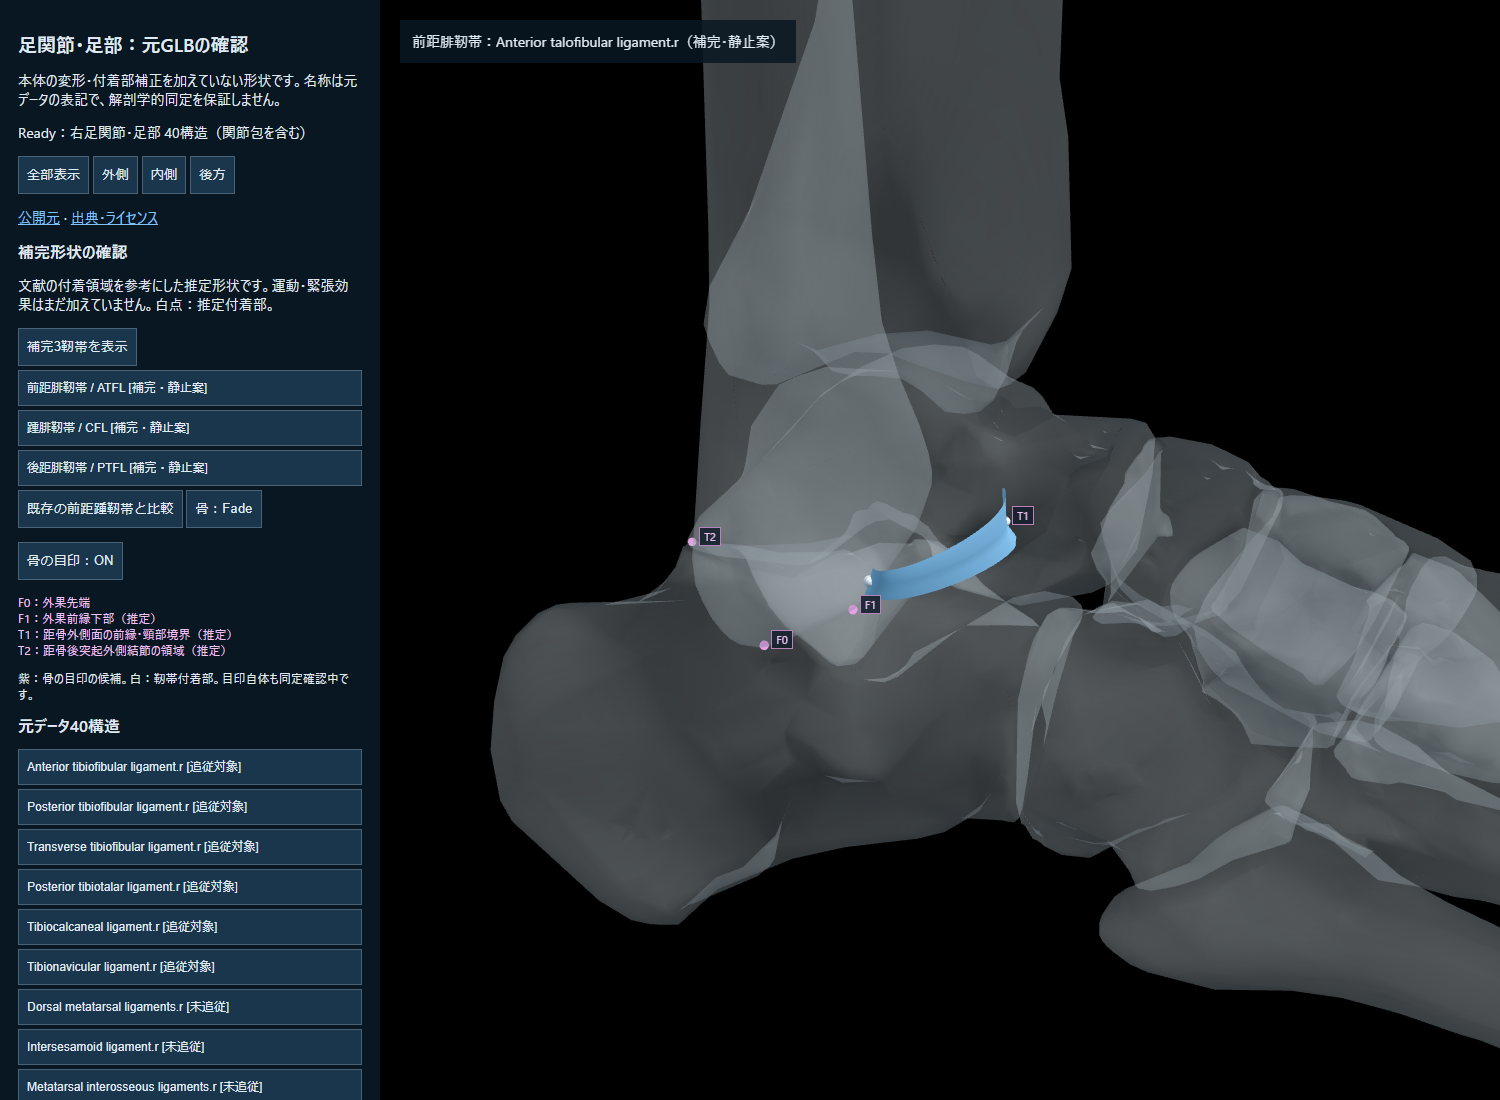 足関節・足部：元GLBの確認
本体の変形・付着部補正を加えていない形状です。名称は元
データの表記で、解剖学的同定を保証しません。
Ready：右足関節・足部 40構造（関節包を含む）
全部表示 外側 内側 後方
公開元 · 出典・ライセンス
補完形状の確認
文献の付着領域を参考にした推定形状です。運動・緊張効
果はまだ加えていません。白点：推定付着部。
補完3靭帯を表示
前距腓靭帯 / ATFL [補完・静止案]
踵腓靭帯 / CFL [補完・静止案]
後距腓靭帯 / PTFL [補完・静止案]
既存の前距踵靭帯と比較 骨：Fade
骨の目印：ON
F0：外果先端
F1：外果前縁下部（推定）
T1：距骨外側面の前縁・頸部境界（推定）
T2：距骨後突起外側結節の領域（推定）
紫：骨の目印の候補。白：靭帯付着部。目印自体も同定確認中で
す。
元データ40構造
Anterior tibiofibular ligament.r [追従対象]
Posterior tibiofibular ligament.r [追従対象]
Transverse tibiofibular ligament.r [追従対象]
Posterior tibiotalar ligament.r [追従対象]
Tibiocalcaneal ligament.r [追従対象]
Tibionavicular ligament.r [追従対象]
Dorsal metatarsal ligaments.r [未追従]
Intersesamoid ligament.r [未追従]
Metatarsal interosseous ligaments.r [未追従]
前距腓靭帯：Anterior talofibular ligament.r（補完・静止案）
T1
T2
F1
F0